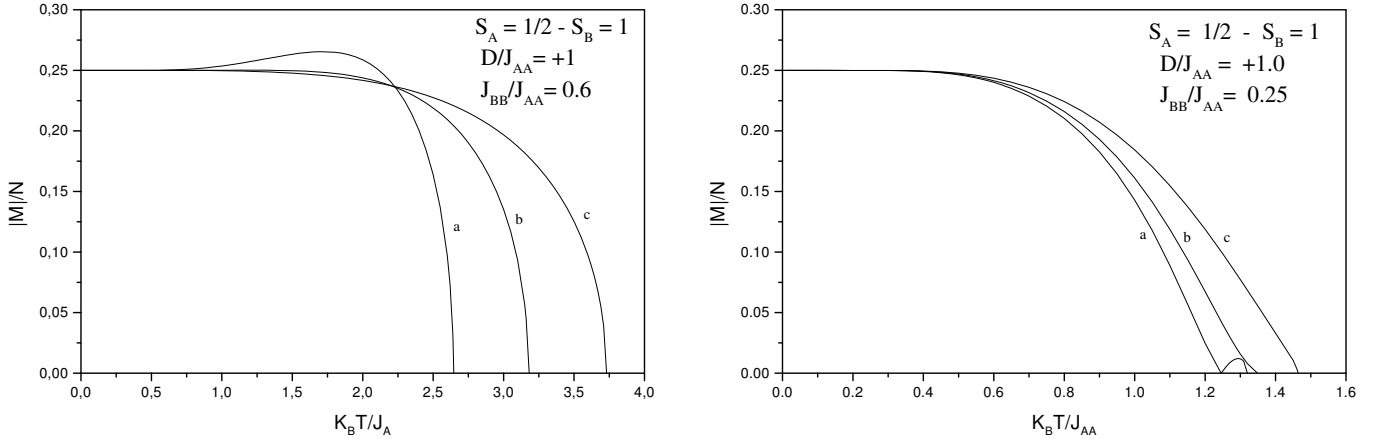 0,30
0,25
0,20
0,15
0,10
0,05
0,00
|M|/N
S_A = 1/2 - S_B = 1
D/J_AA = +1
J_BB/J_AA = 0.6
a
b
c
0,0 0,5 1,0 1,5 2,0 2,5 3,0 3,5 4,0
K_BT/J_A
0.30
0.25
0.20
0.15
0.10
0.05
0.00
|M|/N
S_A = 1/2 - S_B = 1
D/J_AA = +1.0
J_BB/J_AA = 0.25
a
b
c
0.0 0.2 0.4 0.6 0.8 1.0 1.2 1.4 1.6
K_BT/J_AA